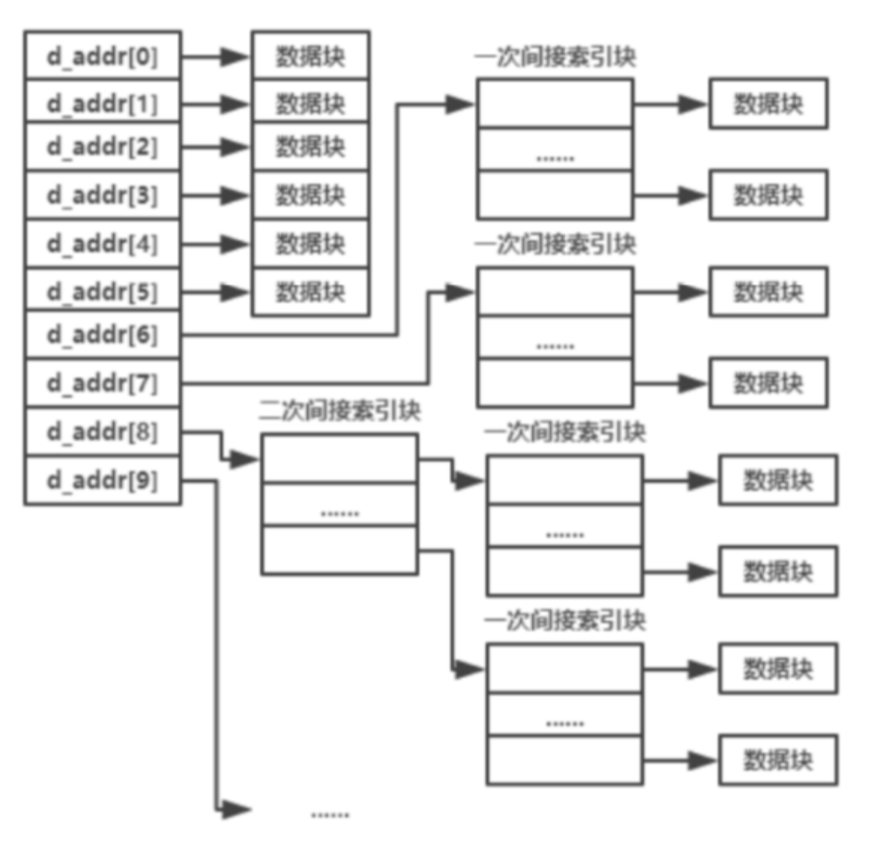 d_addr[0]
d_addr[1]
d_addr[2]
d_addr[3]
d_addr[4]
d_addr[5]
d_addr[6]
d_addr[7]
d_addr[8]
d_addr[9]
数据块
数据块
数据块
数据块
数据块
数据块
一次间接索引块
......
数据块
数据块
一次间接索引块
......
数据块
数据块
二次间接索引块
......
一次间接索引块
......
数据块
数据块
一次间接索引块
......
数据块
数据块
......